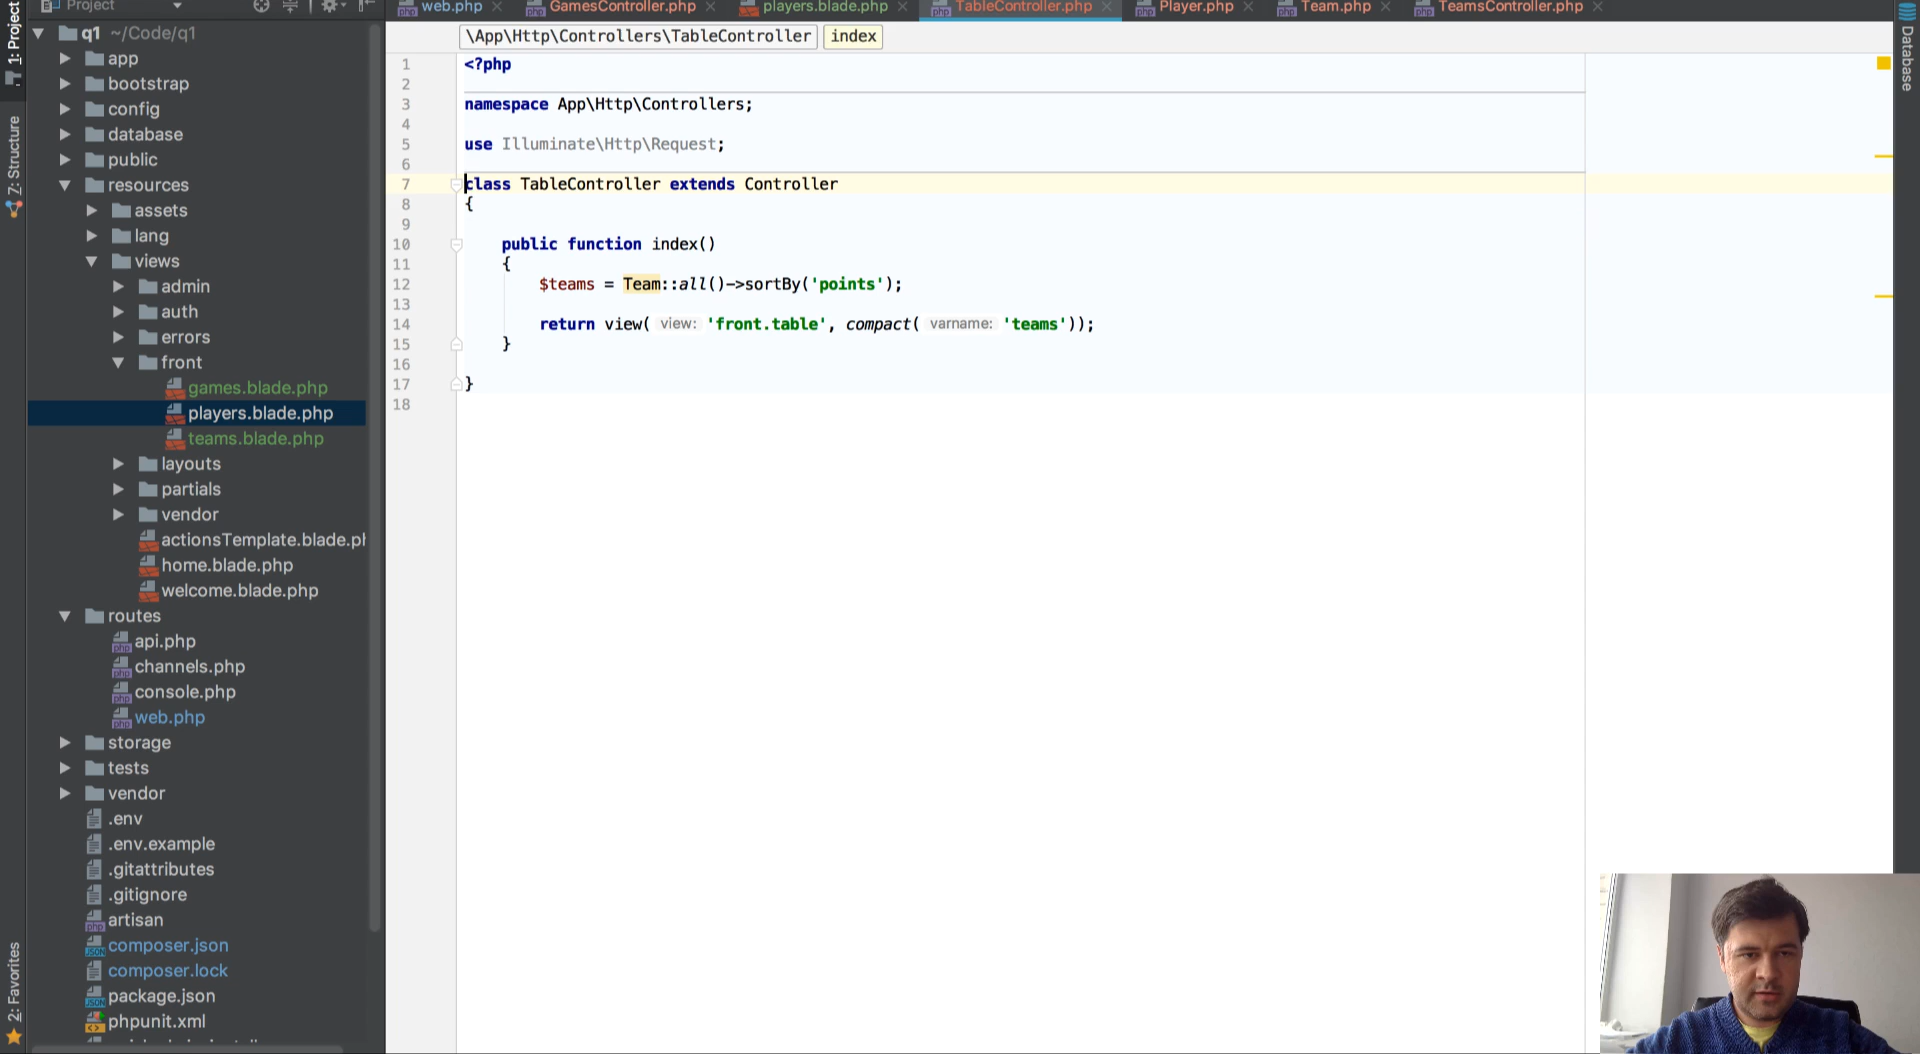 Project
web.php
GamesController.php
players.blade.php
TableController.php
Player.php
Team.php
TeamsController.php
1: Project
Z: Structure
2: Favorites
Database
q1 ~/Code/q1
app
bootstrap
config
database
public
resources
assets
lang
views
admin
auth
errors
front
games.blade.php
players.blade.php
teams.blade.php
layouts
partials
vendor
actionsTemplate.blade.ph
home.blade.php
welcome.blade.php
routes
api.php
channels.php
console.php
web.php
storage
tests
vendor
.env
.env.example
.gitattributes
.gitignore
artisan
composer.json
composer.lock
package.json
phpunit.xml
\App\Http\Controllers\TableController index
1 <?php
2
3 namespace App\Http\Controllers;
4
5 use Illuminate\Http\Request;
6
7 class TableController extends Controller
8 {
9
10 public function index()
11 {
12 $teams = Team::all()->sortBy('points');
13
14 return view( view: 'front.table', compact( varname: 'teams'));
15 }
16
17 }
18